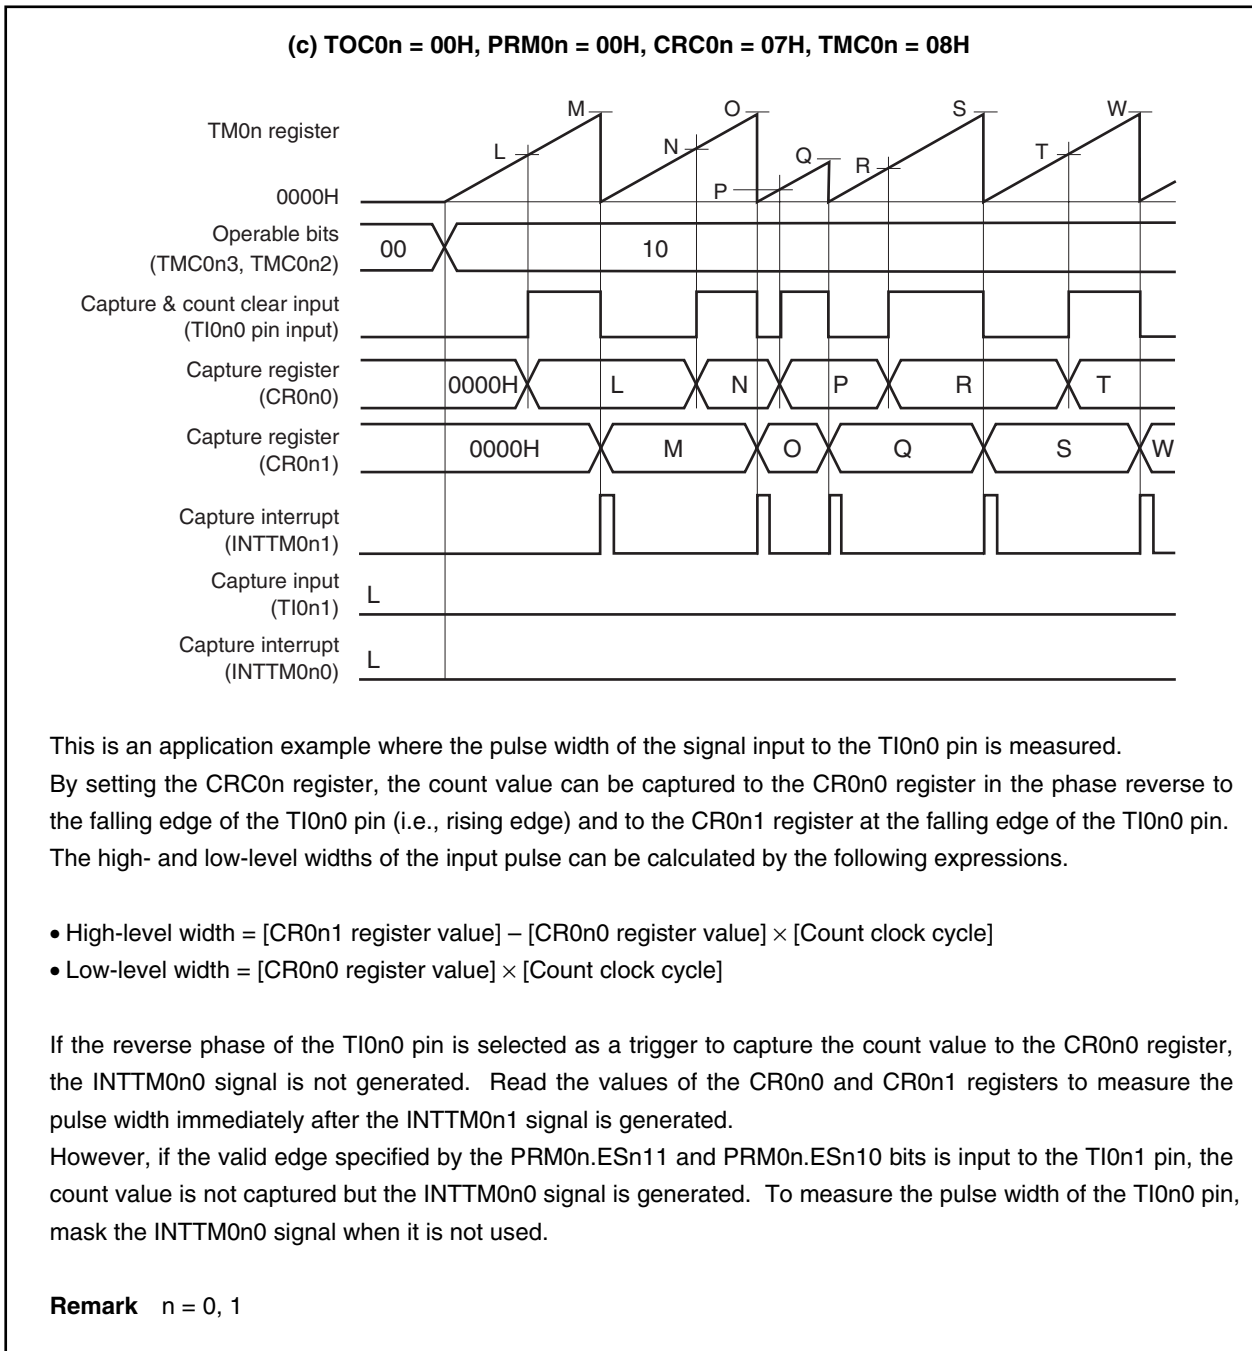 (c) TOC0n = 00H, PRM0n = 00H, CRC0n = 07H, TMC0n = 08H
M O S W
TM0n register
L N Q R T
P
0000H
Operable bits
(TMC0n3, TMC0n2)
00 10
Capture & count clear input
(TI0n0 pin input)
Capture register
(CR0n0)
0000H L N P R T
Capture register
(CR0n1)
0000H M O Q S W
Capture interrupt
(INTTM0n1)
Capture input
(TI0n1)
L
Capture interrupt
(INTTM0n0)
L
This is an application example where the pulse width of the signal input to the TI0n0 pin is measured.
By setting the CRC0n register, the count value can be captured to the CR0n0 register in the phase reverse to
the falling edge of the TI0n0 pin (i.e., rising edge) and to the CR0n1 register at the falling edge of the TI0n0 pin.
The high- and low-level widths of the input pulse can be calculated by the following expressions.
• High-level width = [CR0n1 register value] – [CR0n0 register value] × [Count clock cycle]
• Low-level width = [CR0n0 register value] × [Count clock cycle]
If the reverse phase of the TI0n0 pin is selected as a trigger to capture the count value to the CR0n0 register,
the INTTM0n0 signal is not generated. Read the values of the CR0n0 and CR0n1 registers to measure the
pulse width immediately after the INTTM0n1 signal is generated.
However, if the valid edge specified by the PRM0n.ESn11 and PRM0n.ESn10 bits is input to the TI0n1 pin, the
count value is not captured but the INTTM0n0 signal is generated. To measure the pulse width of the TI0n0 pin,
mask the INTTM0n0 signal when it is not used.
Remark n = 0, 1